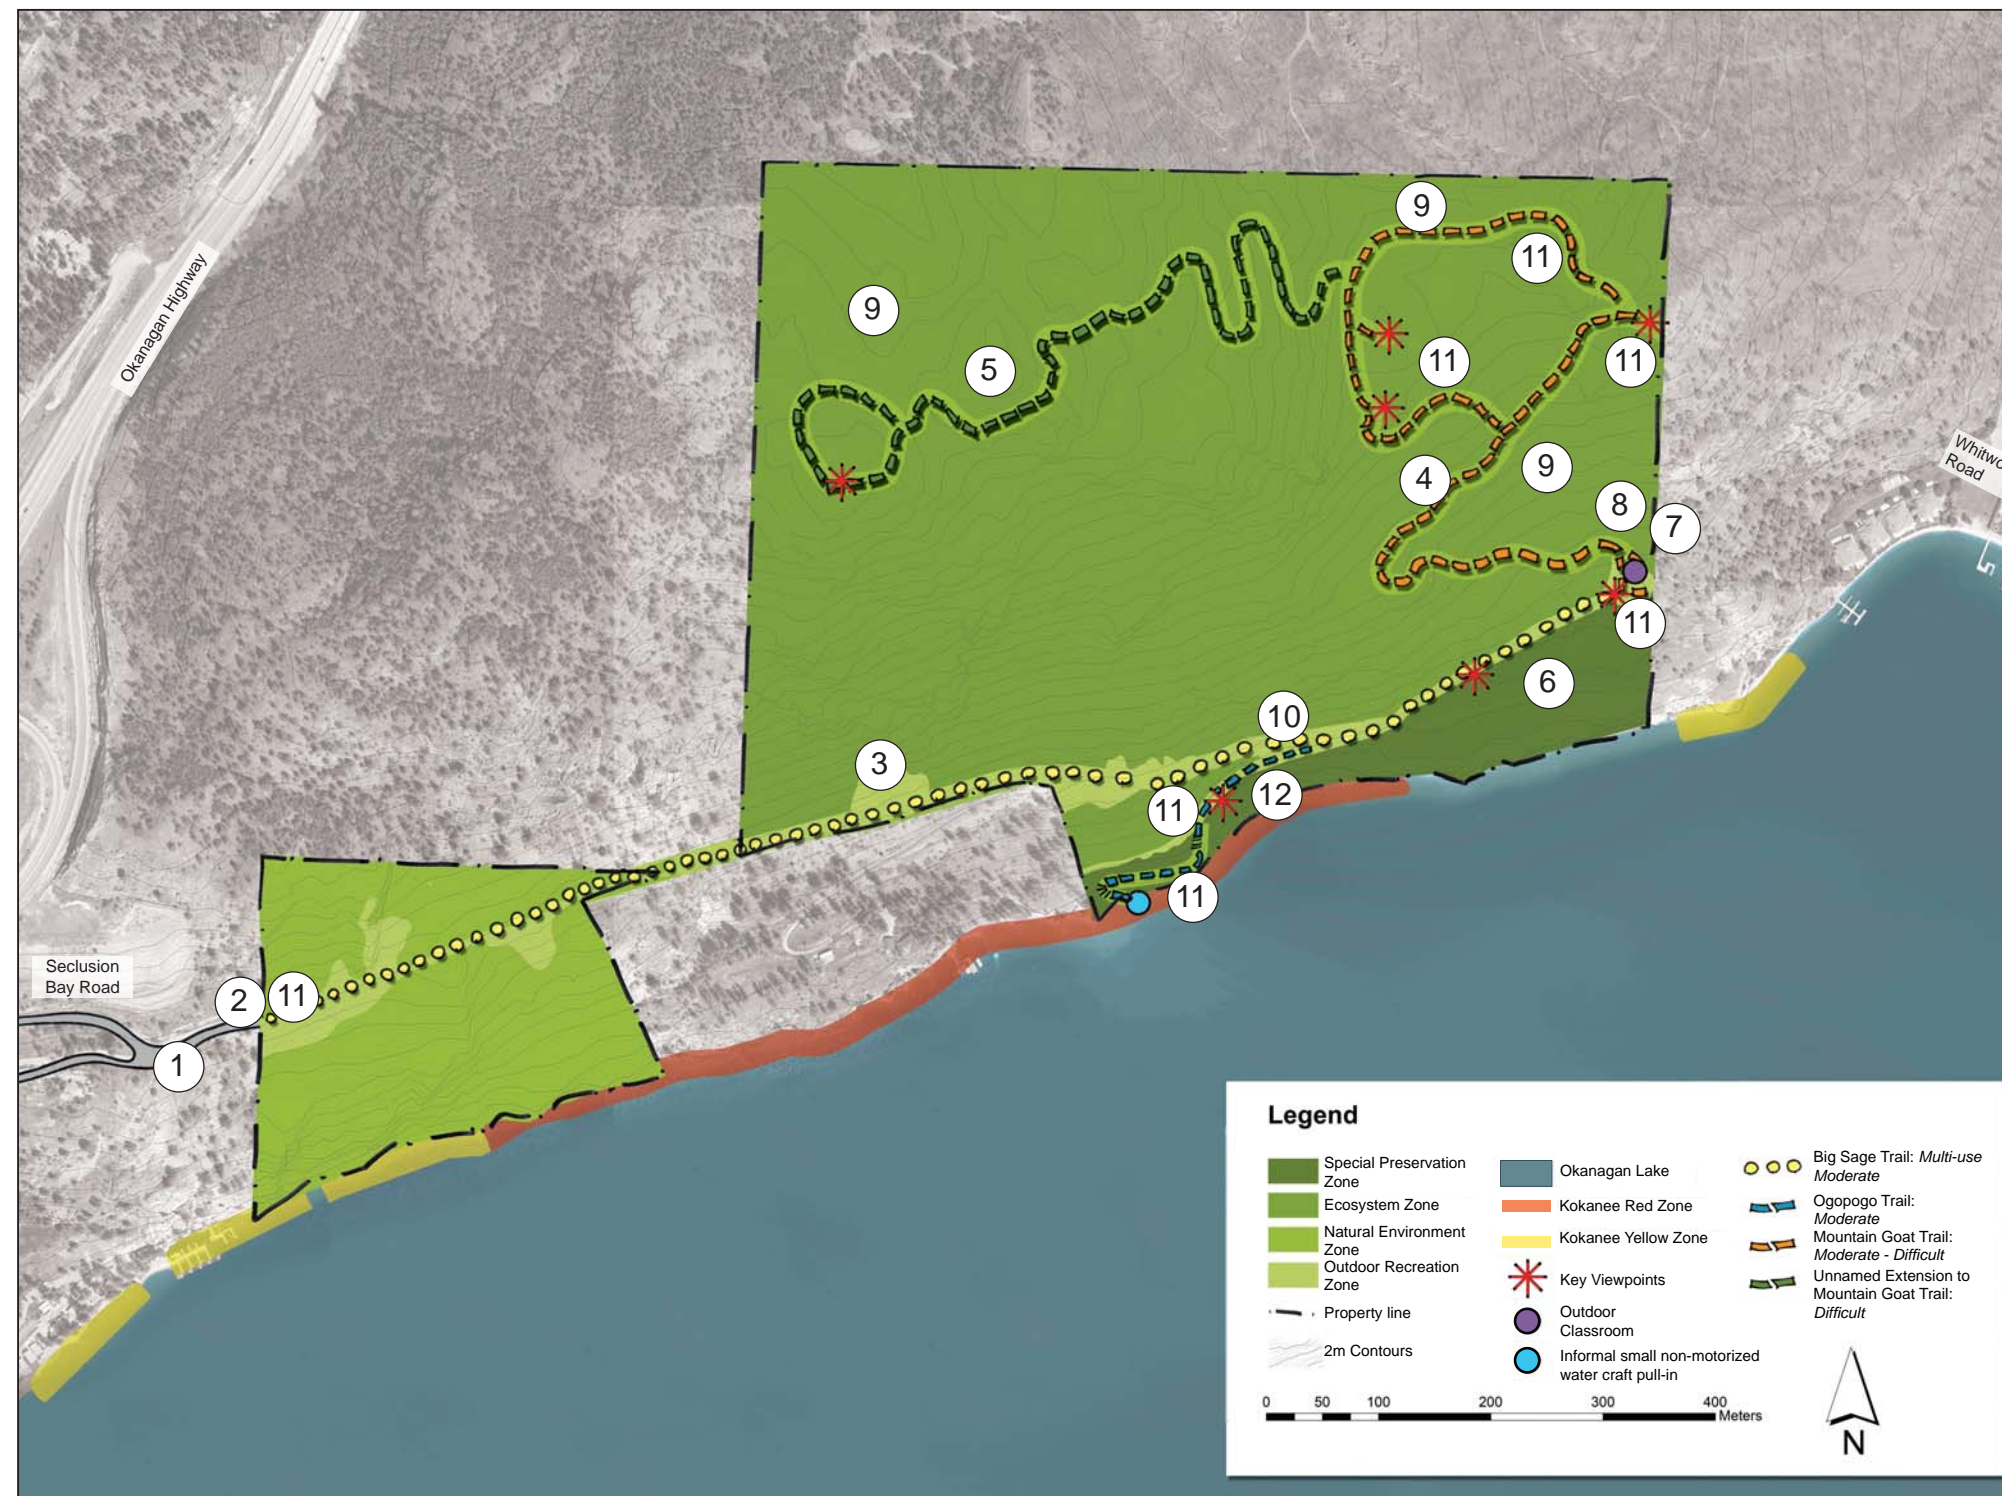 Okanagan Highway
9
11
9
5
11
11
Whitwo
Road
4
9
8
7
11
6
10
3
11
12
11
Seclusion
Bay Road
2
11
1
Legend
Special Preservation
Zone
Ecosystem Zone
Natural Environment
Zone
Outdoor Recreation
Zone
Property line
2m Contours
Okanagan Lake
Kokanee Red Zone
Kokanee Yellow Zone
Key Viewpoints
Outdoor
Classroom
Informal small non-motorized
water craft pull-in
Big Sage Trail: Multi-use
Moderate
Ogopogo Trail:
Moderate
Mountain Goat Trail:
Moderate - Difficult
Unnamed Extension to
Mountain Goat Trail:
Difficult
0 50 100 200 300 400
Meters
N